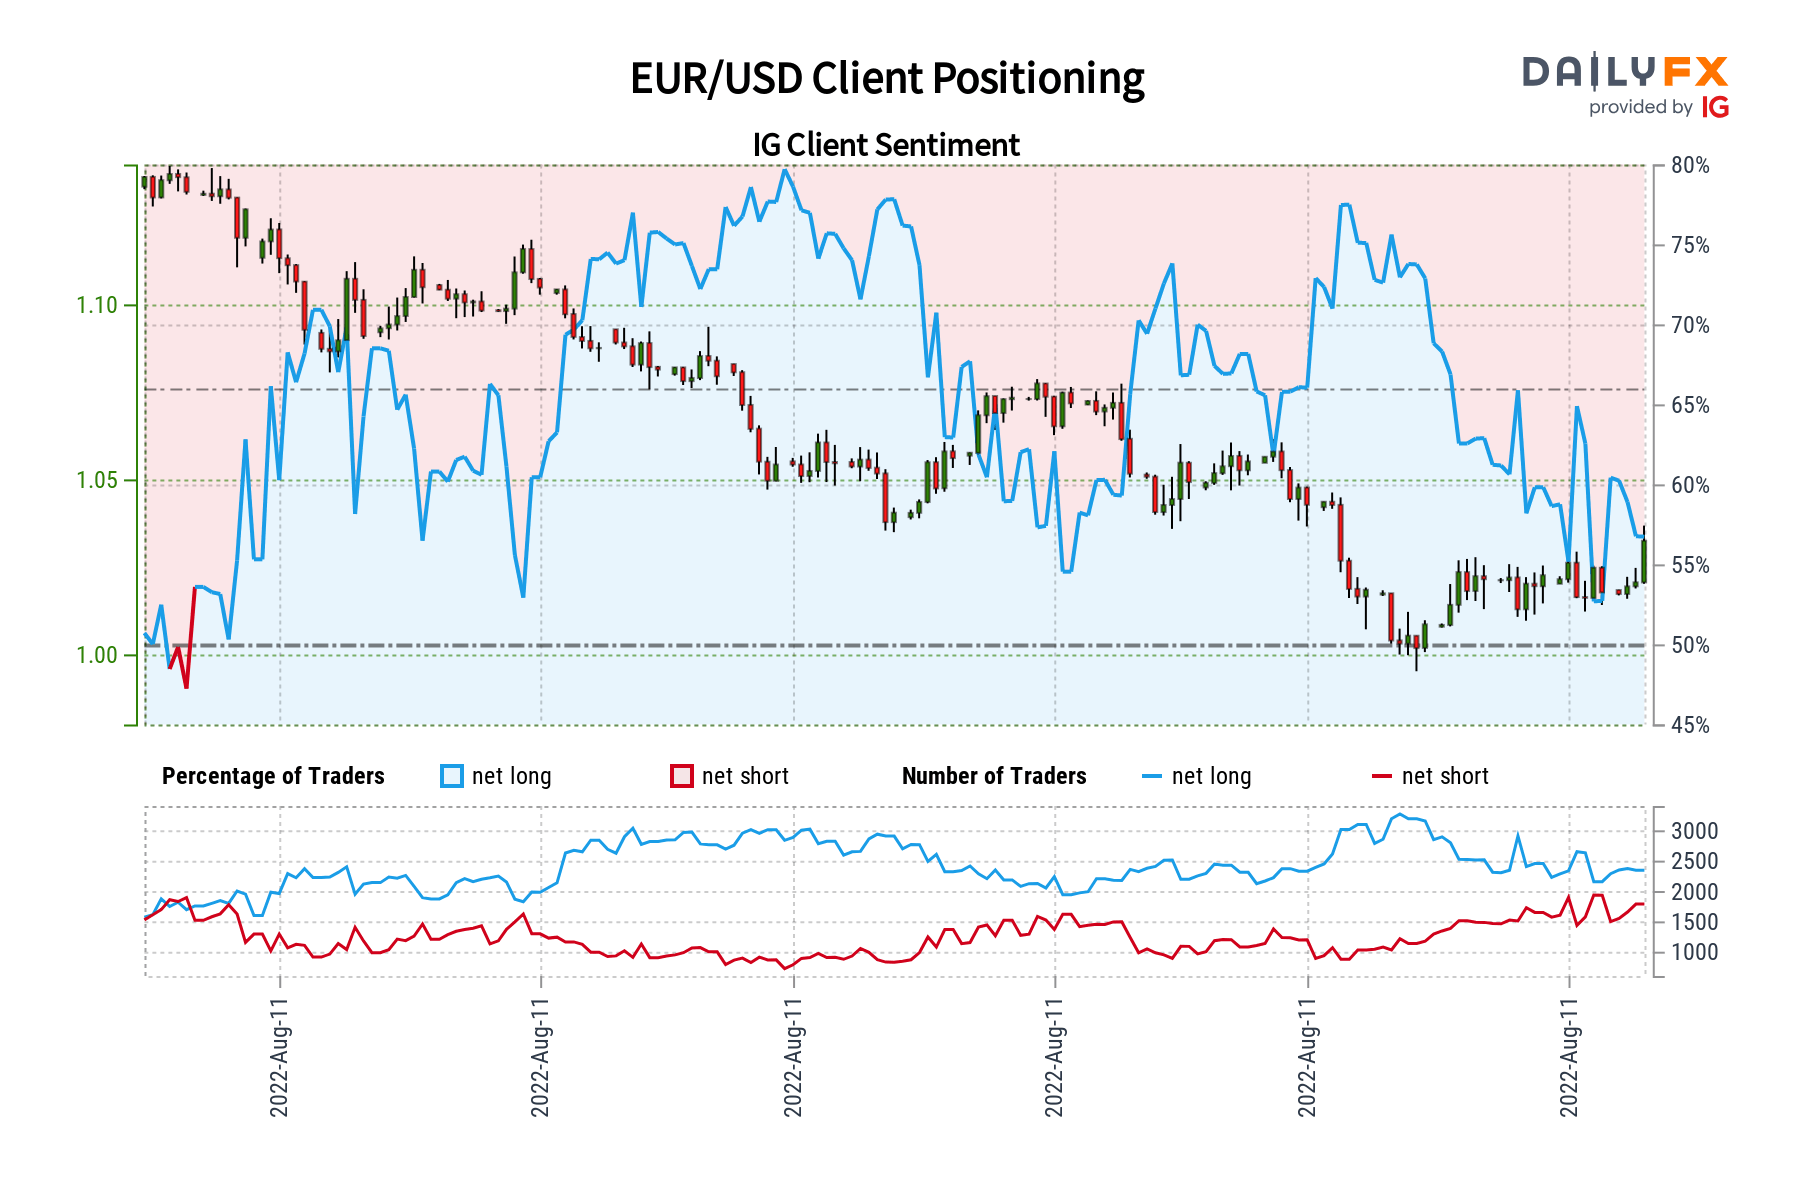 EUR/USD Client Positioning
DAILYFX
provided by IG
IG Client Sentiment
1.10
1.05
1.00
80%
75%
70%
65%
60%
55%
50%
45%
Percentage of Traders net long net short Number of Traders net long net short
3000
2500
2000
1500
1000
2022-Aug-11
2022-Aug-11
2022-Aug-11
2022-Aug-11
2022-Aug-11
2022-Aug-11